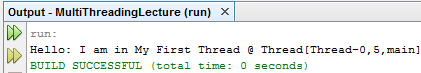 Output - MultiThreadingLecture (run) ×
run:
Hello: I am in My First Thread @ Thread[Thread-0,5,main]
BUILD SUCCESSFUL (total time: 0 seconds)